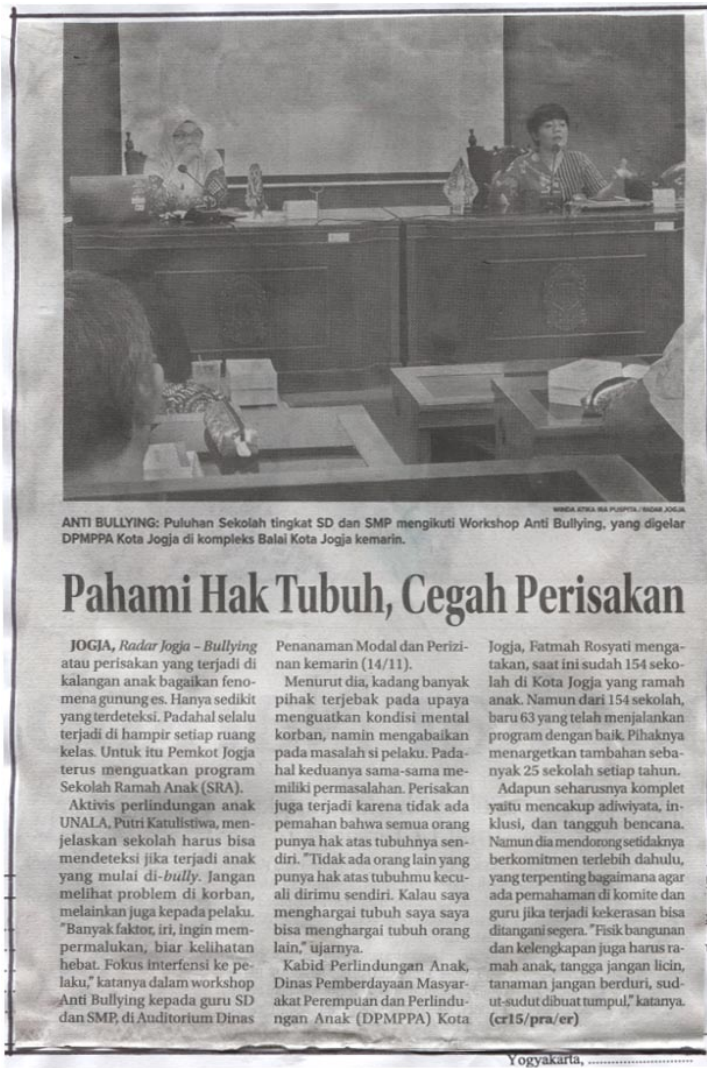 WINDA ATIKA IRA PUSPITA / RADAR JOGJA
ANTI BULLYING: Puluhan Sekolah tingkat SD dan SMP mengikuti Workshop Anti Bullying, yang digelar
DPMPPA Kota Jogja di kompleks Balai Kota Jogja kemarin.
Pahami Hak Tubuh, Cegah Perisakan
JOGJA, Radar Jogja – Bullying
atau perisakan yang terjadi di
kalangan anak bagaikan feno-
mena gunung es. Hanya sedikit
yang terdeteksi. Padahal selalu
terjadi di hampir setiap ruang
kelas. Untuk itu Pemkot Jogja
terus menguatkan program
Sekolah Ramah Anak (SRA).
Aktivis perlindungan anak
UNALA, Putri Katulistiwa, men-
jelaskan sekolah harus bisa
mendeteksi jika terjadi anak
yang mulai di-bully. Jangan
melihat problem di korban,
melainkan juga kepada pelaku.
"Banyak faktor, iri, ingin mem-
permalukan, biar kelihatan
hebat. Fokus interfensi ke pe-
laku," katanya dalam workshop
Anti Bullying kepada guru SD
dan SMP, di Auditorium Dinas
Penanaman Modal dan Perizi-
nan kemarin (14/11).
Menurut dia, kadang banyak
pihak terjebak pada upaya
menguatkan kondisi mental
korban, namin mengabaikan
pada masalah si pelaku. Pada-
hal keduanya sama-sama me-
miliki permasalahan. Perisakan
juga terjadi karena tidak ada
pemahan bahwa semua orang
punya hak atas tubuhnya sen-
diri. "Tidak ada orang lain yang
punya hak atas tubuhmu kecu-
ali dirimu sendiri. Kalau saya
menghargai tubuh saya saya
bisa menghargai tubuh orang
lain," ujarnya.
Kabid Perlindungan Anak,
Dinas Pemberdayaan Masyar-
akat Perempuan dan Perlindu-
ngan Anak (DPMPPA) Kota
Jogja, Fatmah Rosyati menga-
takan, saat ini sudah 154 seko-
lah di Kota Jogja yang ramah
anak. Namun dari 154 sekolah,
baru 63 yang telah menjalankan
program dengan baik. Pihaknya
menargetkan tambahan seba-
nyak 25 sekolah setiap tahun.
Adapun seharusnya komplet
yaitu mencakup adiwiyata, in-
klusi, dan tangguh bencana.
Namun dia mendorong setidaknya
berkomitmen terlebih dahulu,
yang terpenting bagaimana agar
ada pemahaman di komite dan
guru jika terjadi kekerasan bisa
ditangani segera. "Fisik bangunan
dan kelengkapan juga harus ra-
mah anak, tangga jangan licin,
tanaman jangan berduri, sud-
ut-sudut dibuat tumpul," katanya.
(cr15/pra/er)
Yogyakarta, ..........................